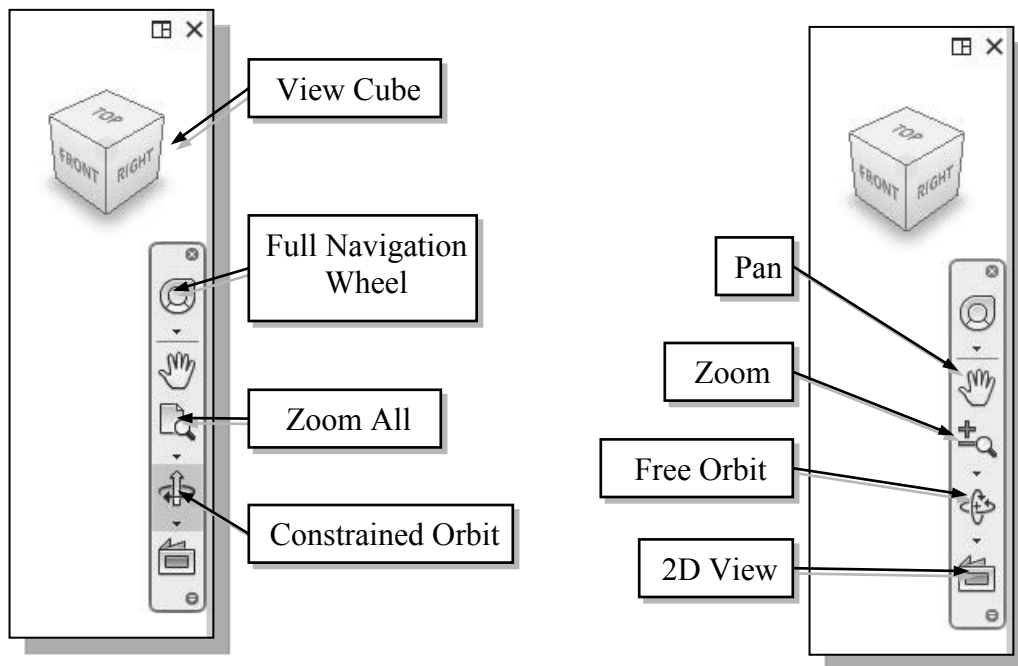 TOP
FRONT
RIGHT
View Cube
Full Navigation
Wheel
Zoom All
Constrained Orbit
TOP
FRONT
RIGHT
Pan
Zoom
Free Orbit
2D View